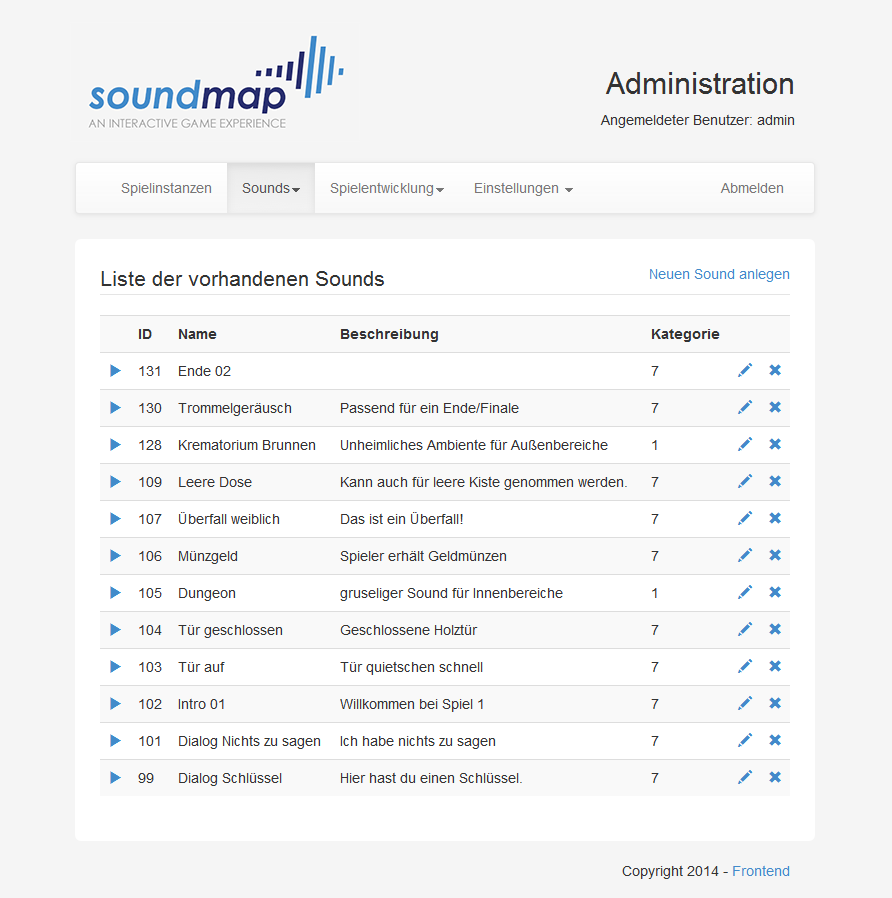 soundmap
AN INTERACTIVE GAME EXPERIENCE
Administration
Angemeldeter Benutzer: admin
Spielinstanzen Sounds Spielentwicklung Einstellungen Abmelden
Liste der vorhandenen Sounds Neuen Sound anlegen
ID Name Beschreibung Kategorie
131 Ende 02 7
130 Trommelgeräusch Passend für ein Ende/Finale 7
128 Krematorium Brunnen Unheimliches Ambiente für Außenbereiche 1
109 Leere Dose Kann auch für leere Kiste genommen werden. 7
107 Überfall weiblich Das ist ein Überfall! 7
106 Münzgeld Spieler erhält Geldmünzen 7
105 Dungeon gruseliger Sound für Innenbereiche 1
104 Tür geschlossen Geschlossene Holztür 7
103 Tür auf Tür quietschen schnell 7
102 Intro 01 Willkommen bei Spiel 1 7
101 Dialog Nichts zu sagen Ich habe nichts zu sagen 7
99 Dialog Schlüssel Hier hast du einen Schlüssel. 7
Copyright 2014 - Frontend